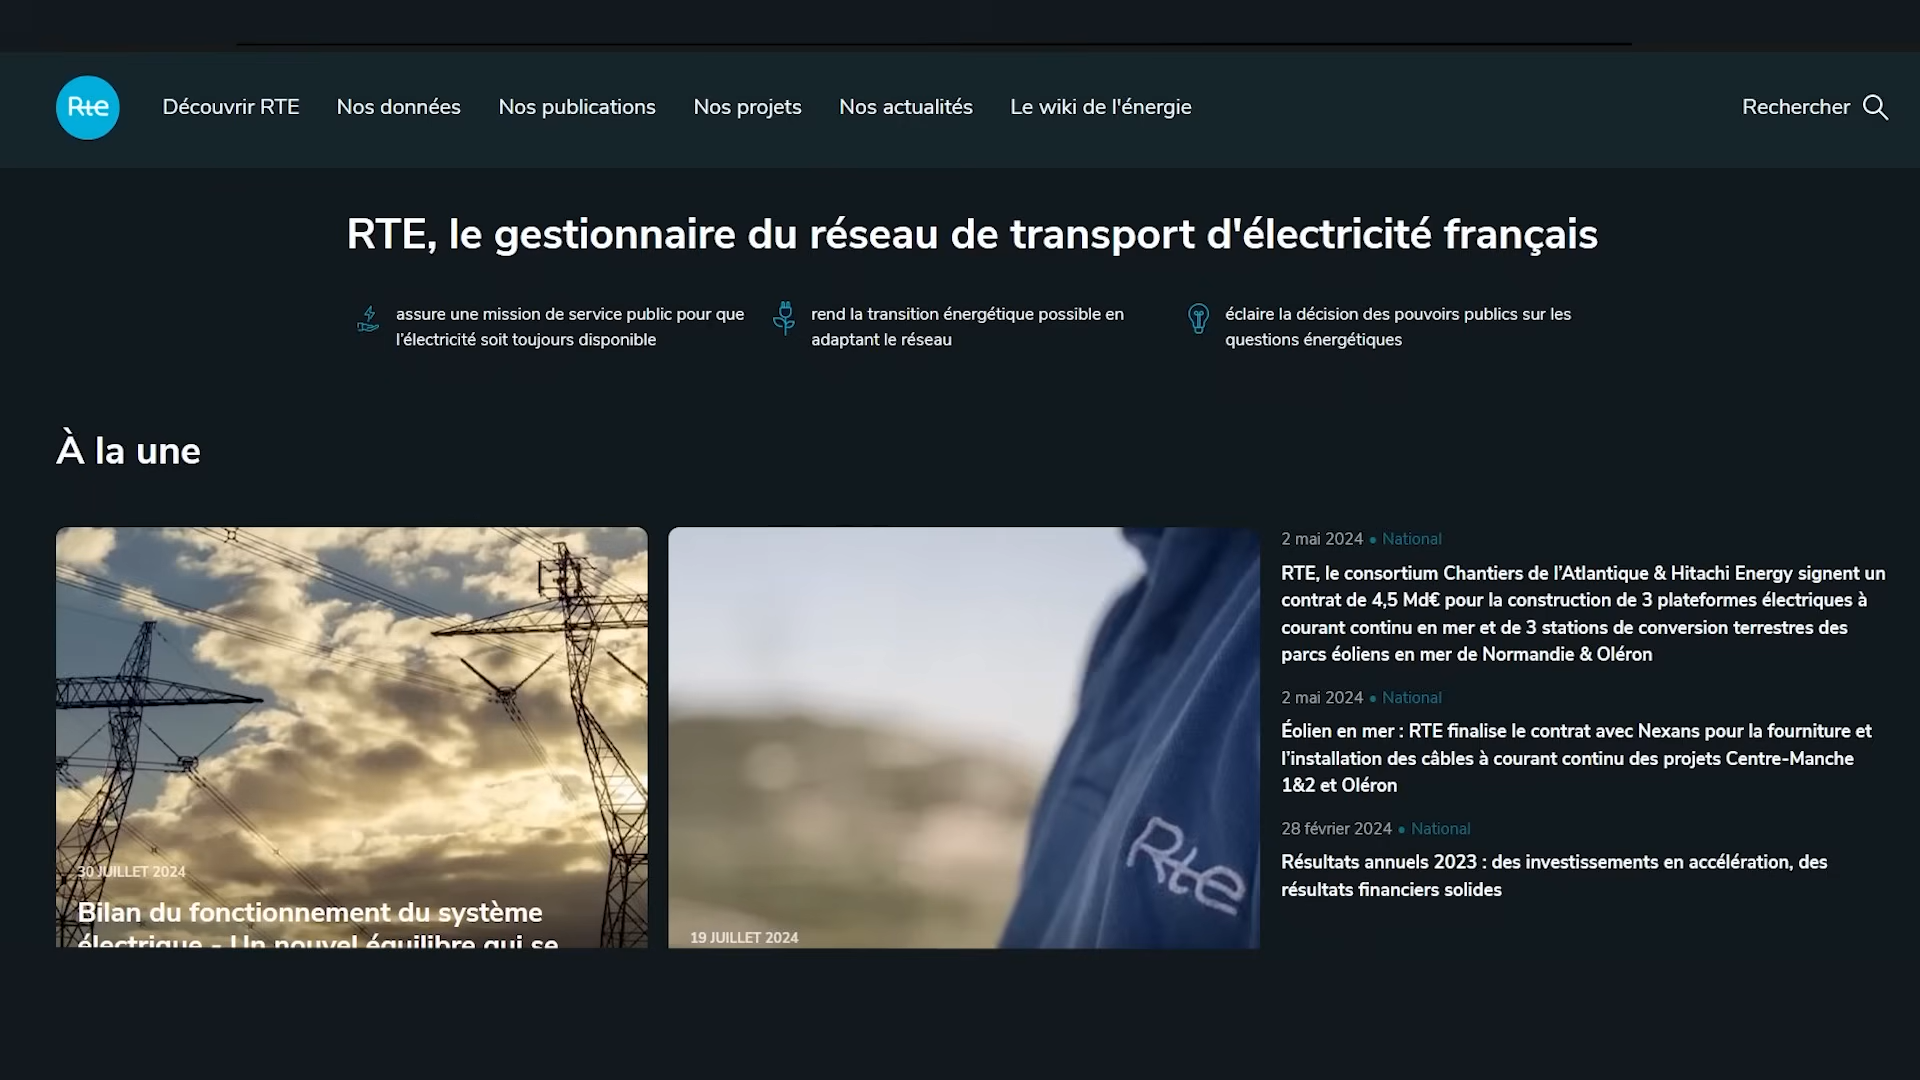 Rte
Découvrir RTE
Nos données
Nos publications
Nos projets
Nos actualités
Le wiki de l'énergie
Rechercher
RTE, le gestionnaire du réseau de transport d'électricité français
assure une mission de service public pour que
l’électricité soit toujours disponible
rend la transition énergétique possible en
adaptant le réseau
éclaire la décision des pouvoirs publics sur les
questions énergétiques
À la une
30 JUILLET 2024
Bilan du fonctionnement du système
électrique - Un nouvel équilibre qui se
Rte
19 JUILLET 2024
2 mai 2024 • National
RTE, le consortium Chantiers de l’Atlantique & Hitachi Energy signent un
contrat de 4,5 Md€ pour la construction de 3 plateformes électriques à
courant continu en mer et de 3 stations de conversion terrestres des
parcs éoliens en mer de Normandie & Oléron
2 mai 2024 • National
Éolien en mer : RTE finalise le contrat avec Nexans pour la fourniture et
l’installation des câbles à courant continu des projets Centre-Manche
1&2 et Oléron
28 février 2024 • National
Résultats annuels 2023 : des investissements en accélération, des
résultats financiers solides